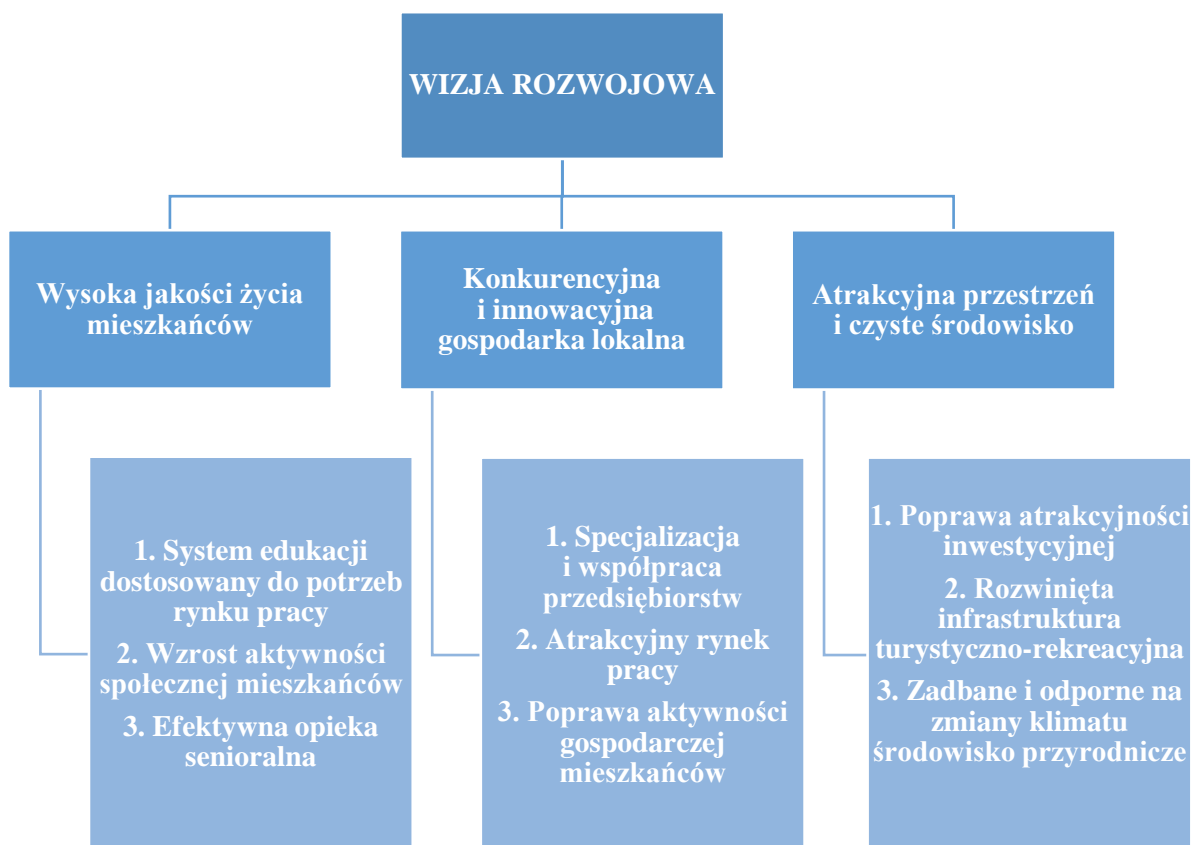 WIZJA ROZWOJOWA
Wysoka jakości życia
mieszkańców
Konkurencyjna
i innowacyjna
gospodarka lokalna
Atrakcyjna przestrzeń
i czyste środowisko
1. System edukacji
dostosowany do potrzeb
rynku pracy
2. Wzrost aktywności
społecznej mieszkańców
3. Efektywna opieka
senioralna
1. Specjalizacja
i współpraca
przedsiębiorstw
2. Atrakcyjny rynek
pracy
3. Poprawa aktywności
gospodarczej
mieszkańców
1. Poprawa atrakcyjności
inwestycyjnej
2. Rozwinięta
infrastruktura
turystyczno-rekreacyjna
3. Zadbane i odporne na
zmiany klimatu
środowisko przyrodnicze